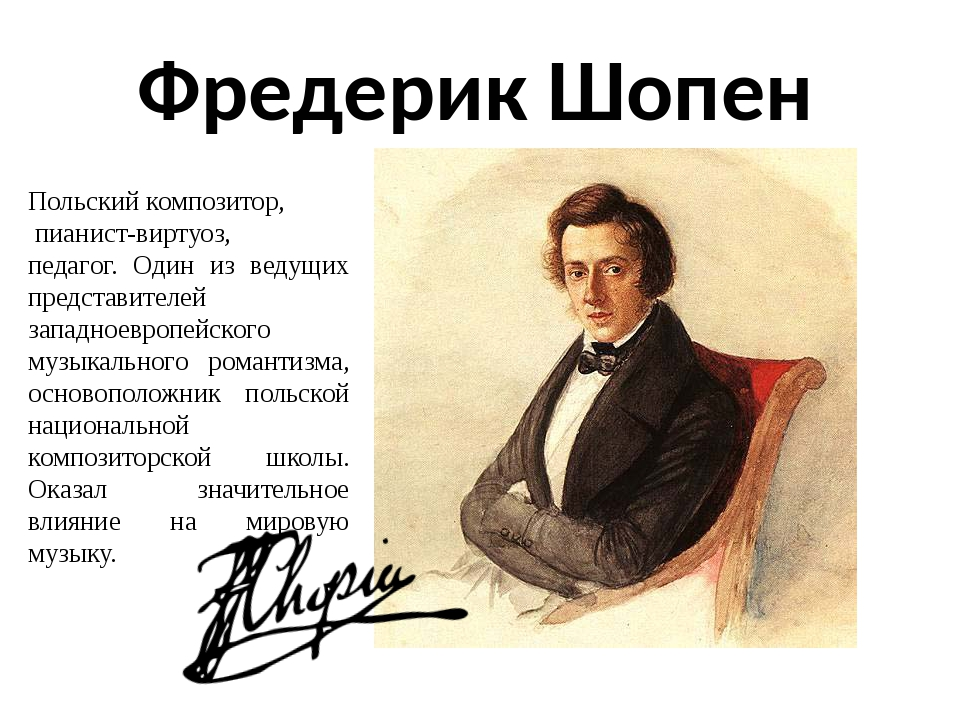 Фредерик Шопен
Польский композитор,
пианист-виртуоз,
педагог. Один из ведущих
представителей
западноевропейского
музыкального романтизма,
основоположник польской
национальной
композиторской школы.
Оказал значительное
влияние на мировую
музыку.
Chopin